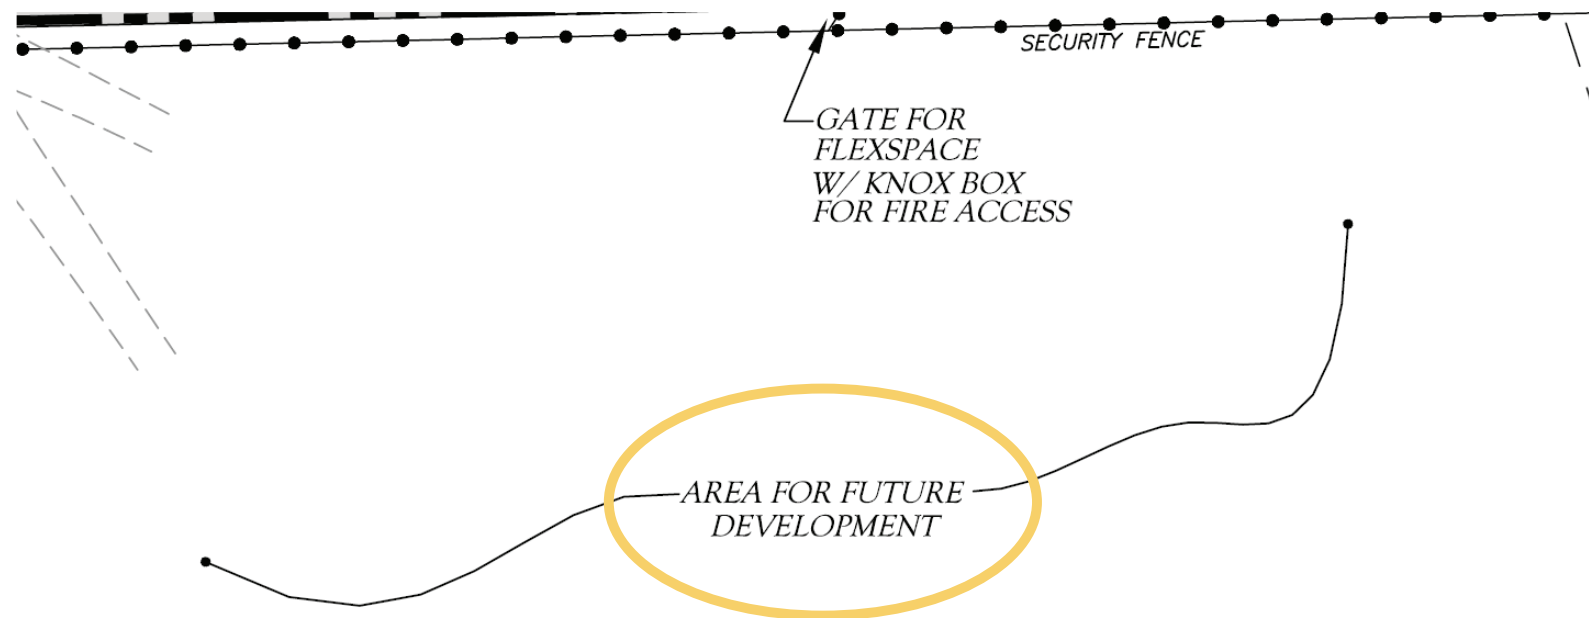 SECURITY FENCE
GATE FOR
FLEXSPACE
W/ KNOX BOX
FOR FIRE ACCESS
AREA FOR FUTURE
DEVELOPMENT